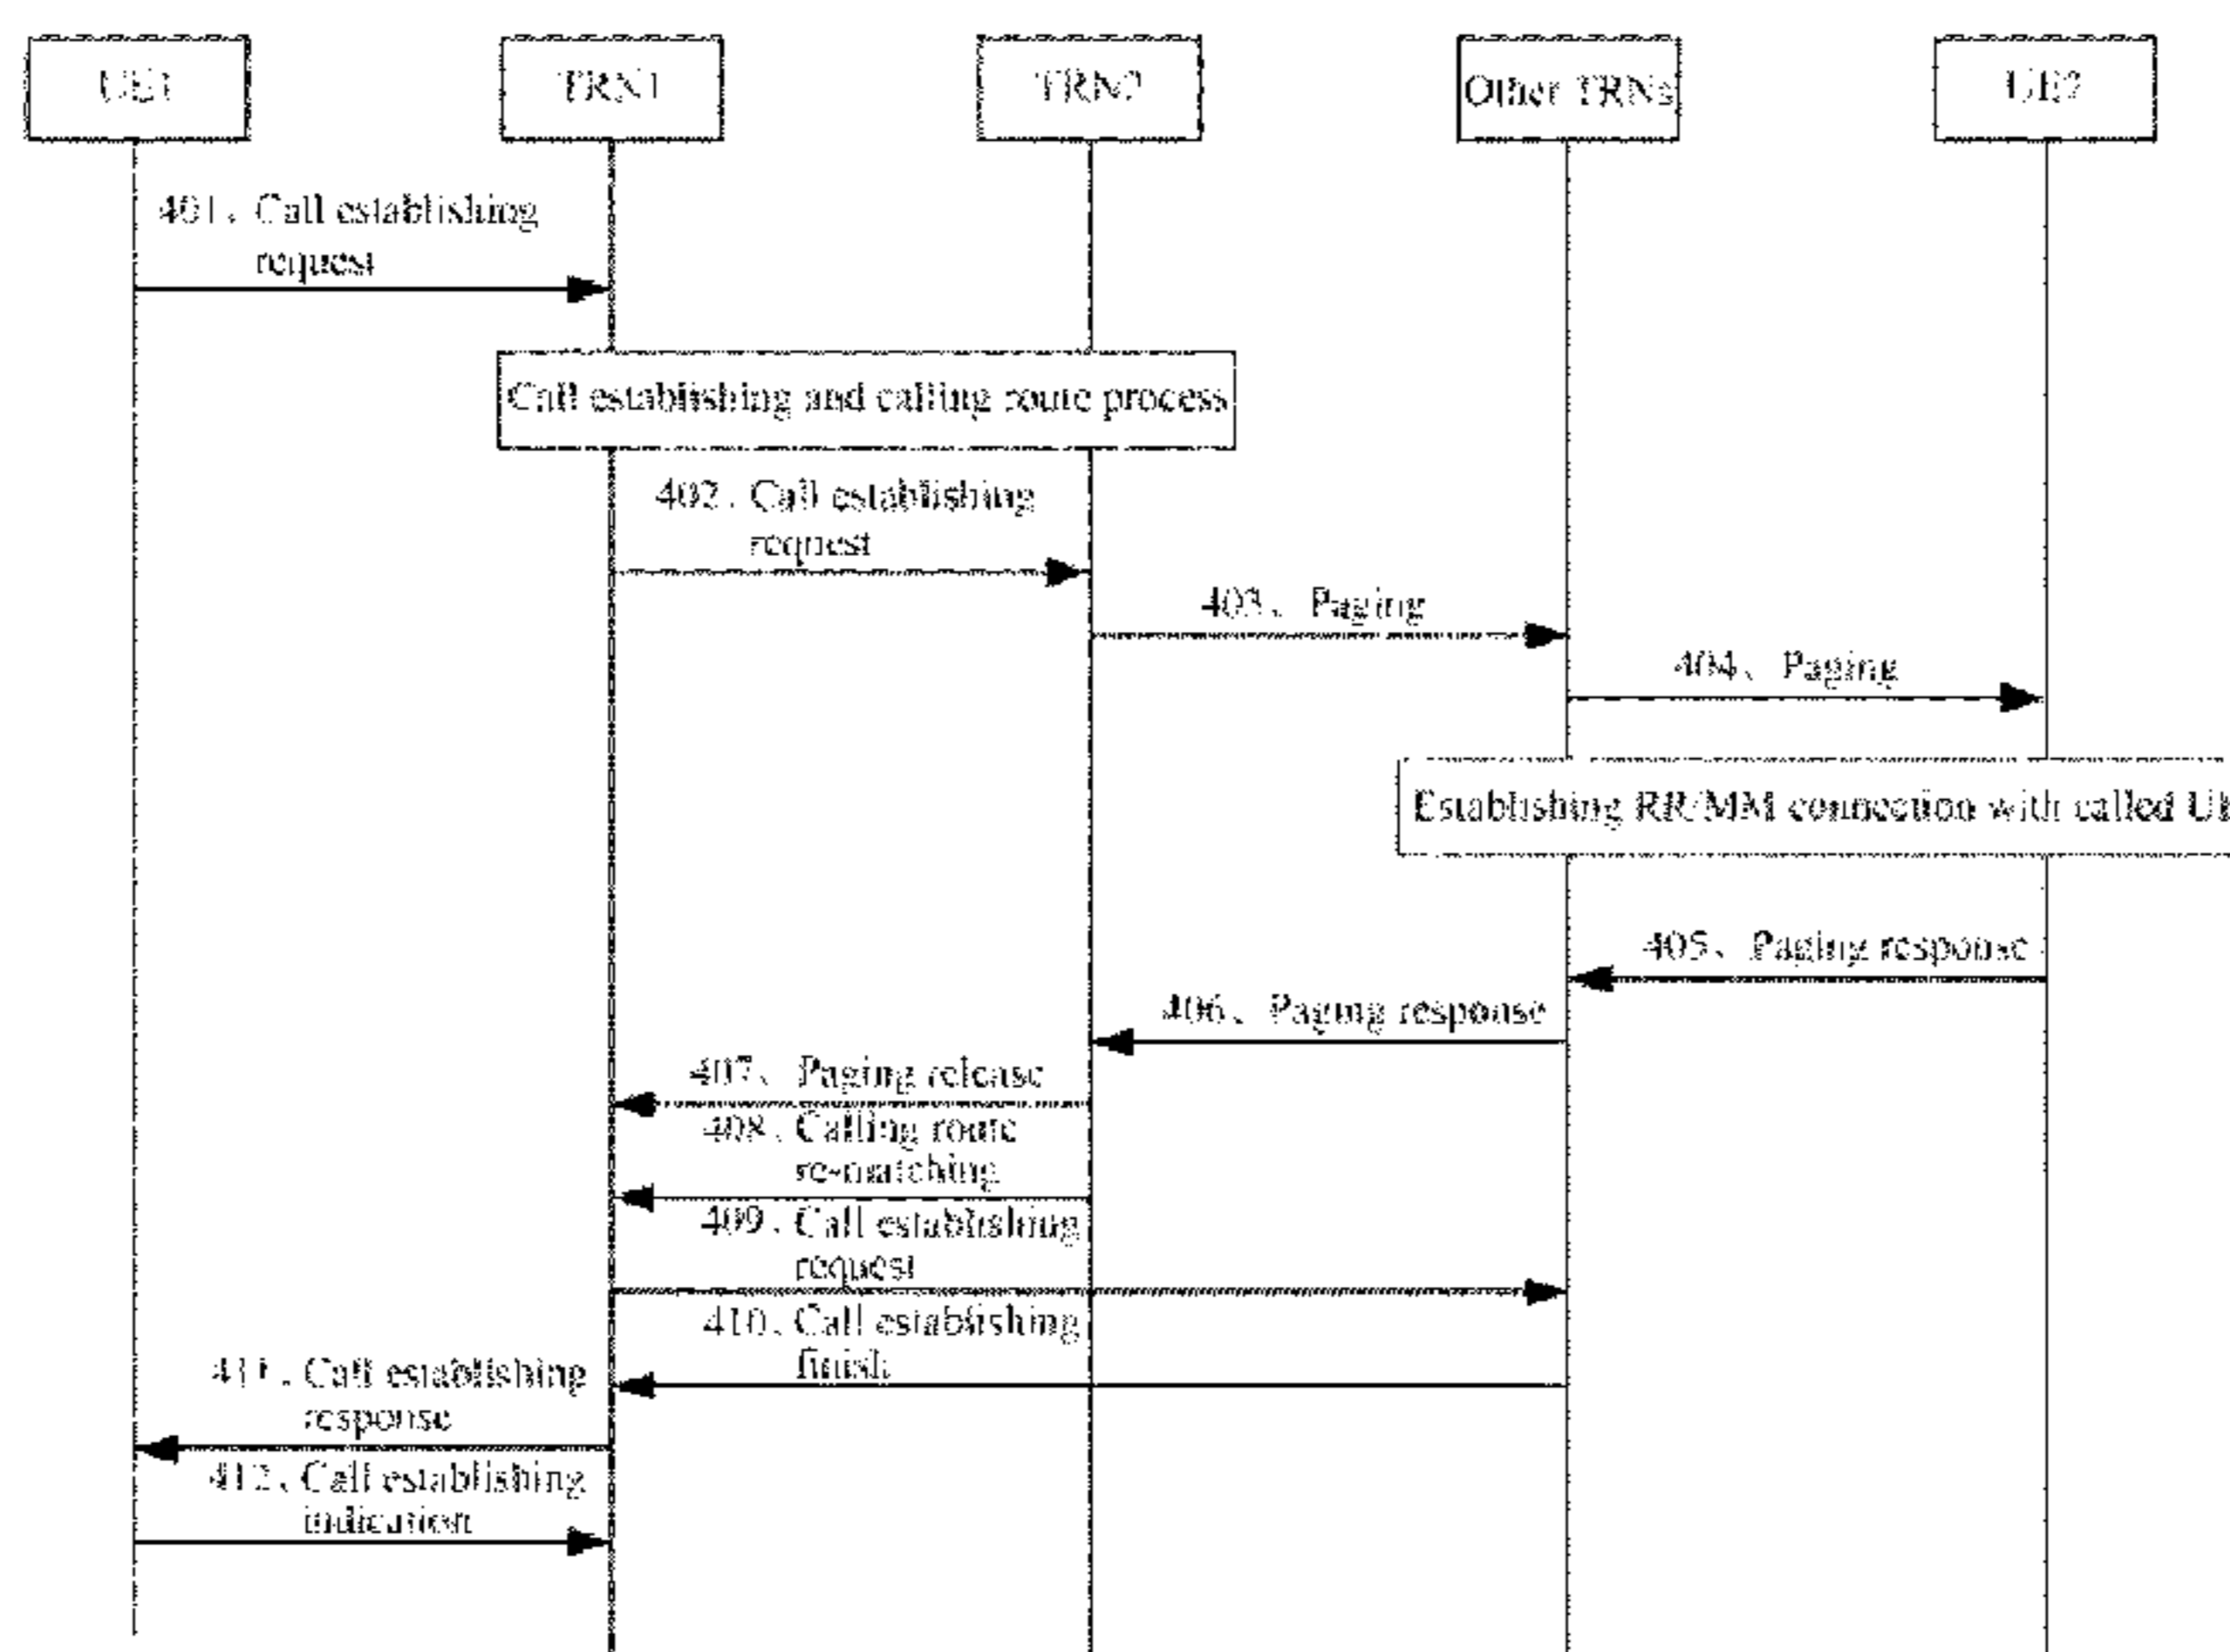 UE1
TRN1
TRN2
Other TRNs
UE2
401、Call establishing
request
Call establishing and calling route process
402、Call establishing
request
403、Paging
404、Paging
Establishing RR/MM connection with called
405、Paging response
406、Paging response
407、Paging release
408、Calling route
re-matching
409、Call establishing
request
410、Call establishing
finish
411、Call establishing
response
412、Call establishing
indication